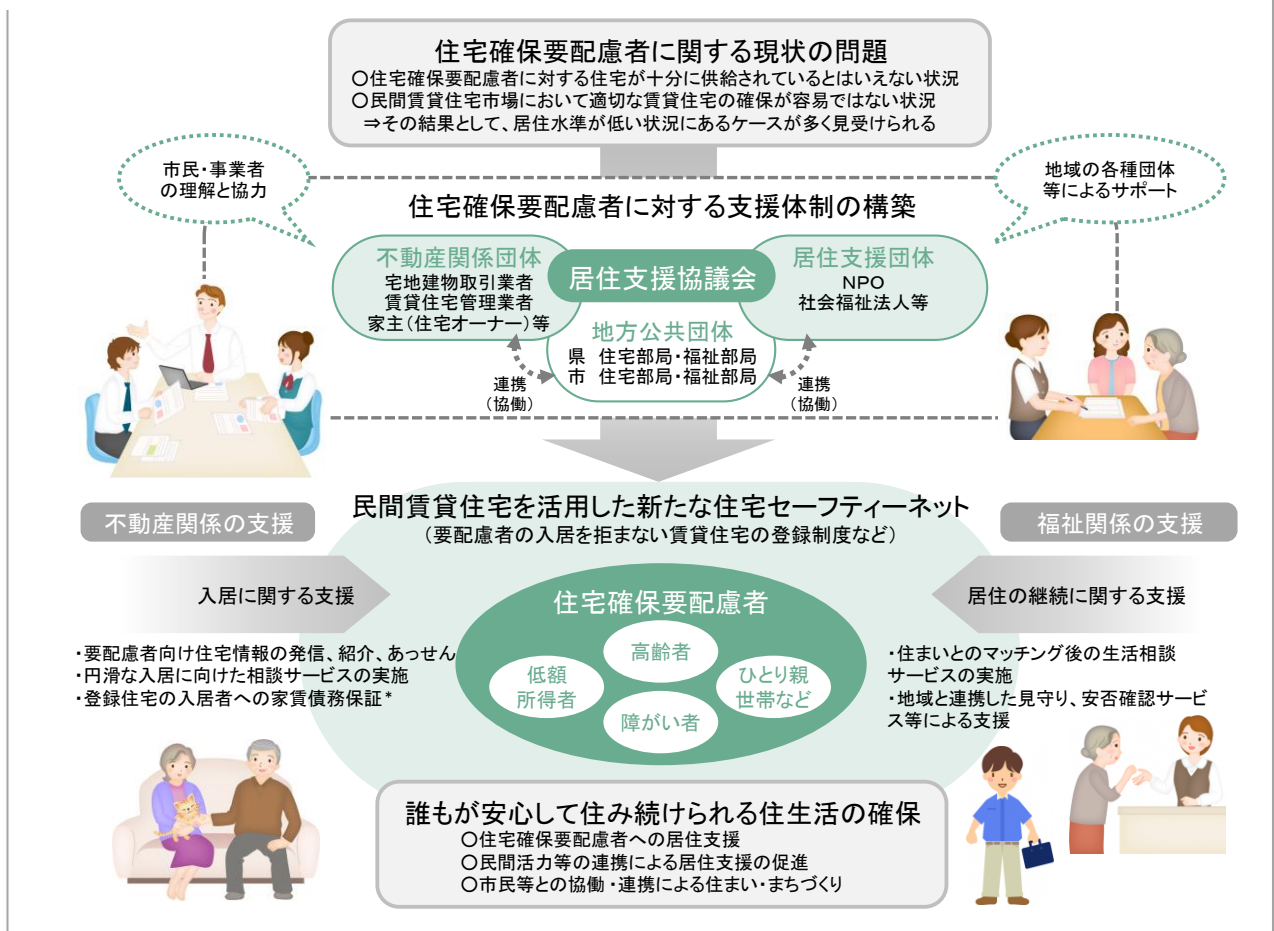 住宅確保要配慮者に関する現状の問題
○住宅確保要配慮者に対する住宅が十分に供給されているとはいえない状況
○民間賃貸住宅市場において適切な賃貸住宅の確保が容易ではない状況
⇒その結果として、居住水準が低い状況にあるケースが多く見受けられる
市民・事業者
の理解と協力
地域の各種団体
等によるサポート
住宅確保要配慮者に対する支援体制の構築
不動産関係団体
宅地建物取引業者
賃貸住宅管理業者
家主(住宅オーナー)等
居住支援協議会
居住支援団体
NPO
社会福祉法人等
地方公共団体
県 住宅部局・福祉部局
市 住宅部局・福祉部局
連携
(協働)
連携
(協働)
民間賃貸住宅を活用した新たな住宅セーフティーネット
(要配慮者の入居を拒まない賃貸住宅の登録制度など)
不動産関係の支援
入居に関する支援
・要配慮者向け住宅情報の発信、紹介、あっせん
・円滑な入居に向けた相談サービスの実施
・登録住宅の入居者への家賃債務保証*
住宅確保要配慮者
高齢者
低額
所得者
ひとり親
世帯など
障がい者
福祉関係の支援
居住の継続に関する支援
・住まいとのマッチング後の生活相談
サービスの実施
・地域と連携した見守り、安否確認サービ
ス等による支援
誰もが安心して住み続けられる住生活の確保
○住宅確保要配慮者への居住支援
○民間活力等の連携による居住支援の促進
○市民等との協働・連携による住まい・まちづくり